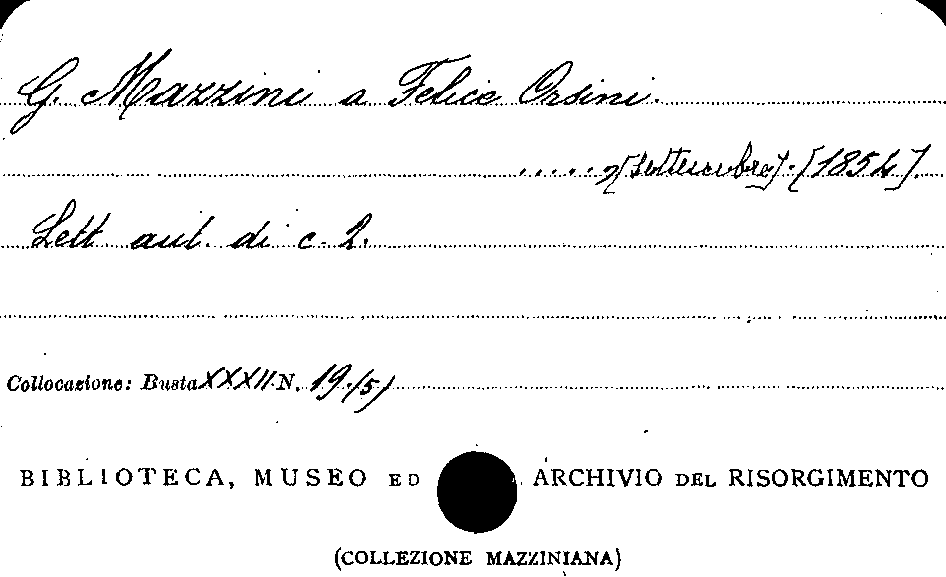 G. Mazzini a Felice Orsini.
..... [settembre]. [1854].
Lett. aut. di c. 2.
Collocazione: Busta XXXII N. 19/5)
BIBLIOTECA, MUSEO ED ARCHIVIO DEL RISORGIMENTO
(COLLEZIONE MAZZINIANA)